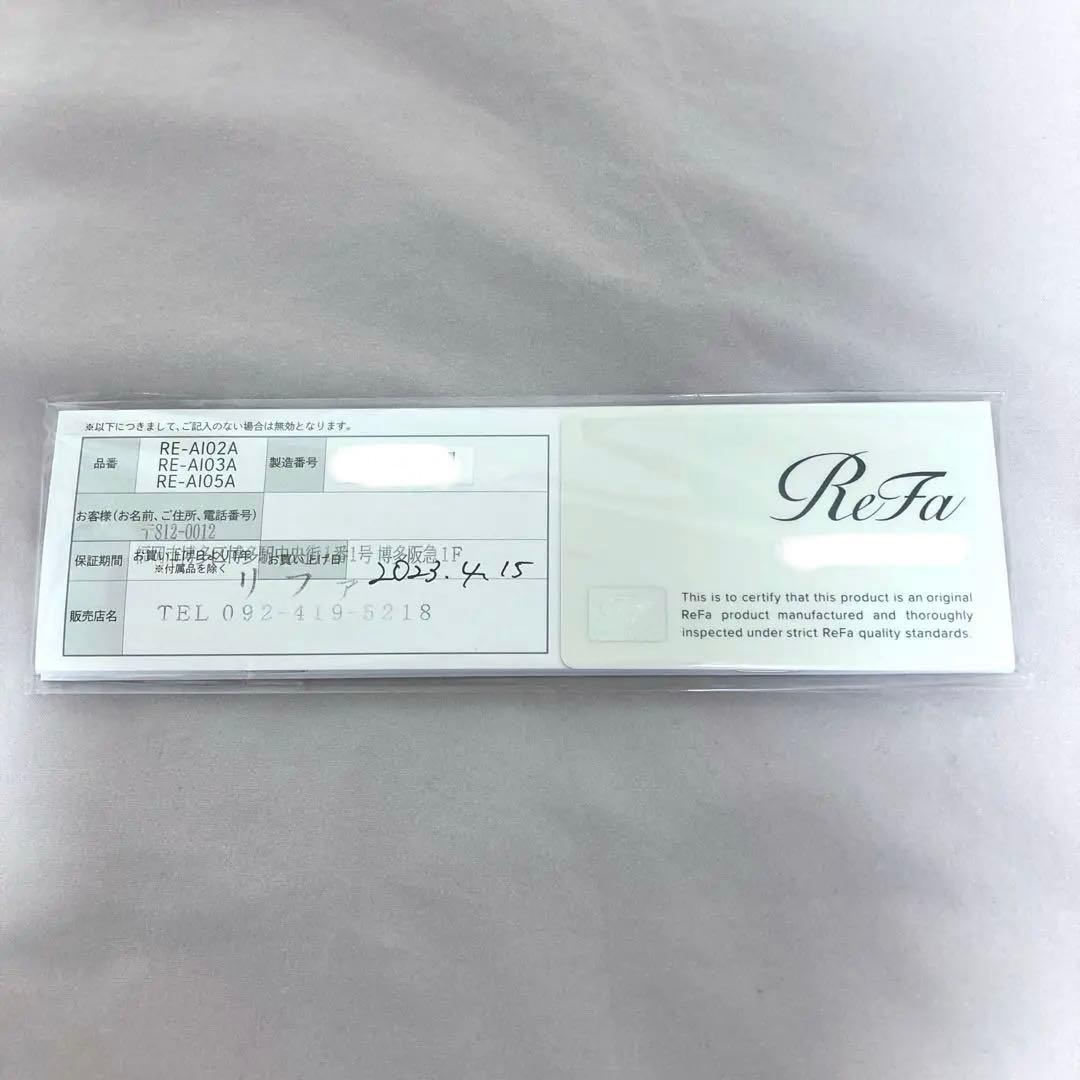 ※以下につきまして、ご記入のない場合は無効となります。
品番
RE-AI02A
RE-AI03A
RE-AI05A
製造番号
お客様(お名前、ご住所、電話番号)
〒812-0012
福岡市博多区博多駅中央街1番1号 博多阪急1F
保証期間
お買い上げ日より1年
※付属品を除く
お買い上げ日
2023.4.15
リファ
販売店名
TEL 092-419-5218
ReFa
This is to certify that this product is an original
ReFa product manufactured and thoroughly
inspected under strict ReFa quality standards.